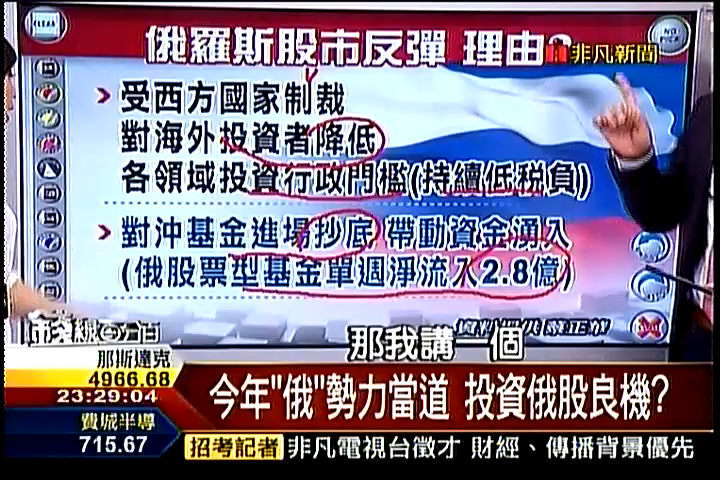 CLEAR
俄羅斯股市反彈 理由?
NO PICK
非凡新聞
受西方國家制裁
對海外投資者降低
各領域投資行政門檻(持續低稅負)
對沖基金進場抄底 帶動資金湧入
(俄股票型基金單週淨流入2.8億)
那我講一個
那斯達克
4966.68
23:29:04
今年"俄"勢力當道 投資俄股良機?
費城半導
715.67
招考記者
非凡電視台徵才 財經、傳播背景優先